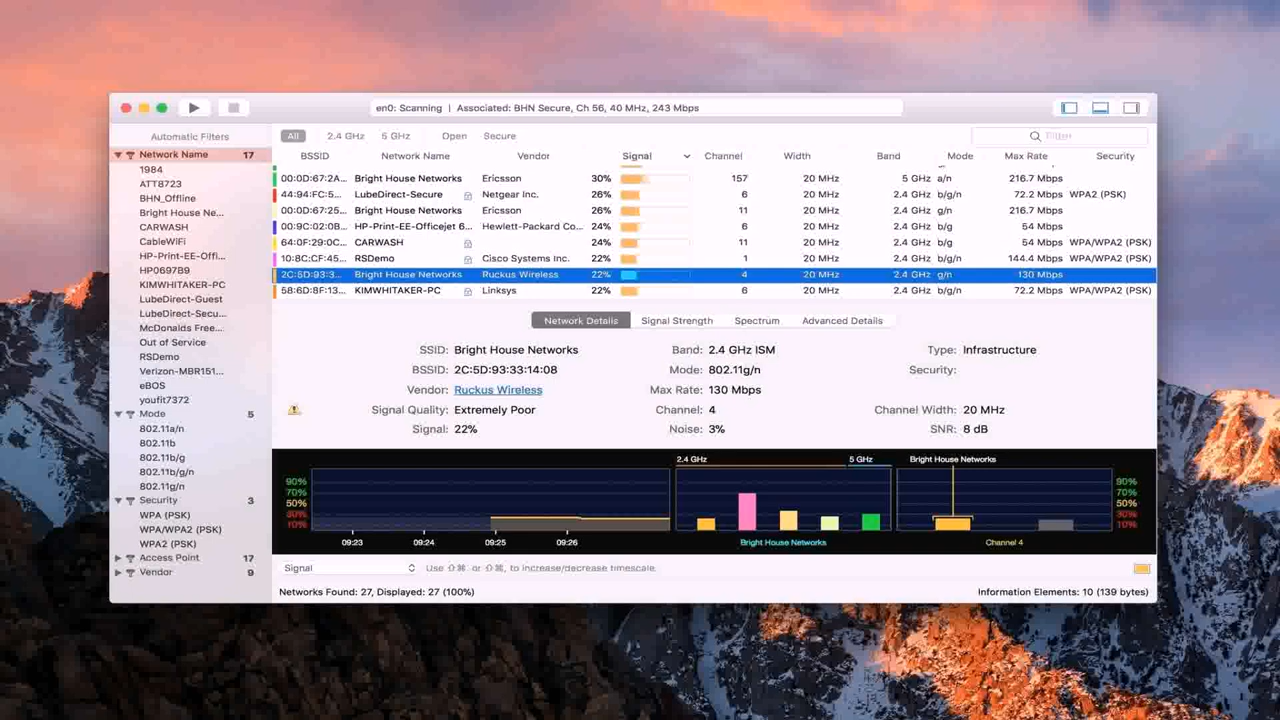 en0: Scanning | Associated: BHN Secure, Ch 56, 40 MHz, 243 Mbps
Automatic Filters
Network Name 17
1984
ATT8723
BHN_Offline
Bright House Ne...
CARWASH
CableWiFi
HP-Print-EE-Offi...
HP0697B9
KIMWHITAKER-PC
LubeDirect-Guest
LubeDirect-Secu...
McDonalds Free...
Out of Service
RSDemo
Verizon-MBR151...
eBOS
youfit7372
Mode 5
802.11a/n
802.11b
802.11b/g
802.11b/g/n
802.11g/n
Security 3
WPA (PSK)
WPA/WPA2 (PSK)
WPA2 (PSK)
Access Point 17
Vendor 9
All 2.4 GHz 5 GHz Open Secure Filter
BSSID Network Name Vendor Signal Channel Width Band Mode Max Rate Security
00:0D:67:2A... Bright House Networks Ericsson 30% 157 20 MHz 5 GHz a/n 216.7 Mbps
44:94:FC:5... LubeDirect-Secure Netgear Inc. 26% 6 20 MHz 2.4 GHz b/g/n 72.2 Mbps WPA2 (PSK)
00:0D:67:25... Bright House Networks Ericsson 26% 11 20 MHz 2.4 GHz g/n 216.7 Mbps
00:9C:02:0B... HP-Print-EE-Officejet 6... Hewlett-Packard Co... 24% 6 20 MHz 2.4 GHz b/g 54 Mbps
64:0F:29:0C... CARWASH 24% 11 20 MHz 2.4 GHz b/g 54 Mbps WPA/WPA2 (PSK)
10:8C:CF:45... RSDemo Cisco Systems Inc. 22% 1 20 MHz 2.4 GHz b/g/n 144.4 Mbps WPA/WPA2 (PSK)
2C:5D:93:3... Bright House Networks Ruckus Wireless 22% 4 20 MHz 2.4 GHz g/n 130 Mbps
58:6D:8F:13... KIMWHITAKER-PC Linksys 22% 6 20 MHz 2.4 GHz b/g/n 72.2 Mbps WPA/WPA2 (PSK)
Network Details Signal Strength Spectrum Advanced Details
SSID: Bright House Networks Band: 2.4 GHz ISM Type: Infrastructure
BSSID: 2C:5D:93:33:14:08 Mode: 802.11g/n Security:
Vendor: Ruckus Wireless Max Rate: 130 Mbps
Signal Quality: Extremely Poor Channel: 4 Channel Width: 20 MHz
Signal: 22% Noise: 3% SNR: 8 dB
2.4 GHz 5 GHz Bright House Networks
90% 90%
70% 70%
50% 50%
30% 30%
10% 10%
09:23 09:24 09:25 09:26 Bright House Networks Channel 4
Signal Use ⇧⌘, or ⇧⌘. to increase/decrease timescale.
Networks Found: 27, Displayed: 27 (100%) Information Elements: 10 (139 bytes)